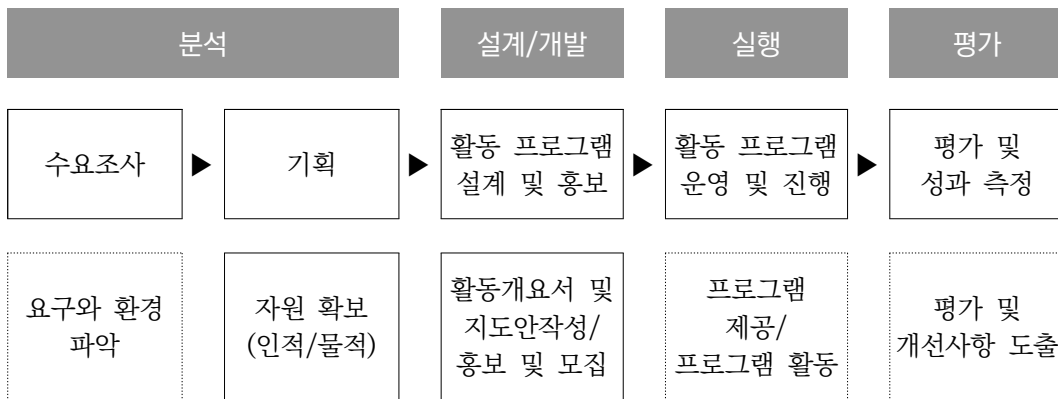 분석
설계/개발
실행
평가
수요조사
▶
기획
▶
활동 프로그램
설계 및 홍보
▶
활동 프로그램
운영 및 진행
▶
평가 및
성과 측정
요구와 환경
파악
자원 확보
(인적/물적)
활동개요서 및
지도안작성/
홍보 및 모집
프로그램
제공/
프로그램 활동
평가 및
개선사항 도출